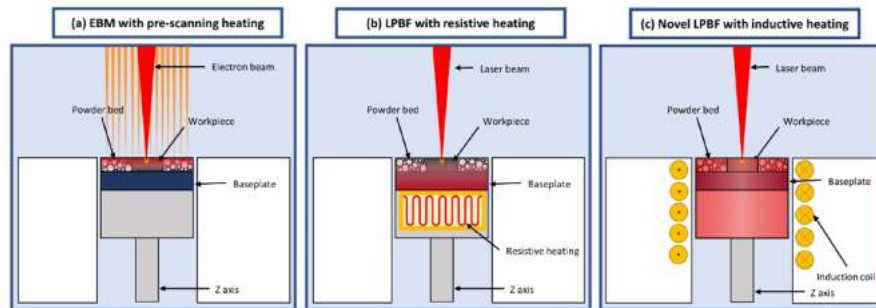 (a) EBM with pre-scanning heating
Electron beam
Powder bed
Workpiece
Baseplate
Z axis
(b) LPBF with resistive heating
Laser beam
Powder bed
Workpiece
Baseplate
Resistive heating
Z axis
(c) Novel LPBF with inductive heating
Laser beam
Powder bed
Workpiece
Baseplate
Induction coil
Z axis